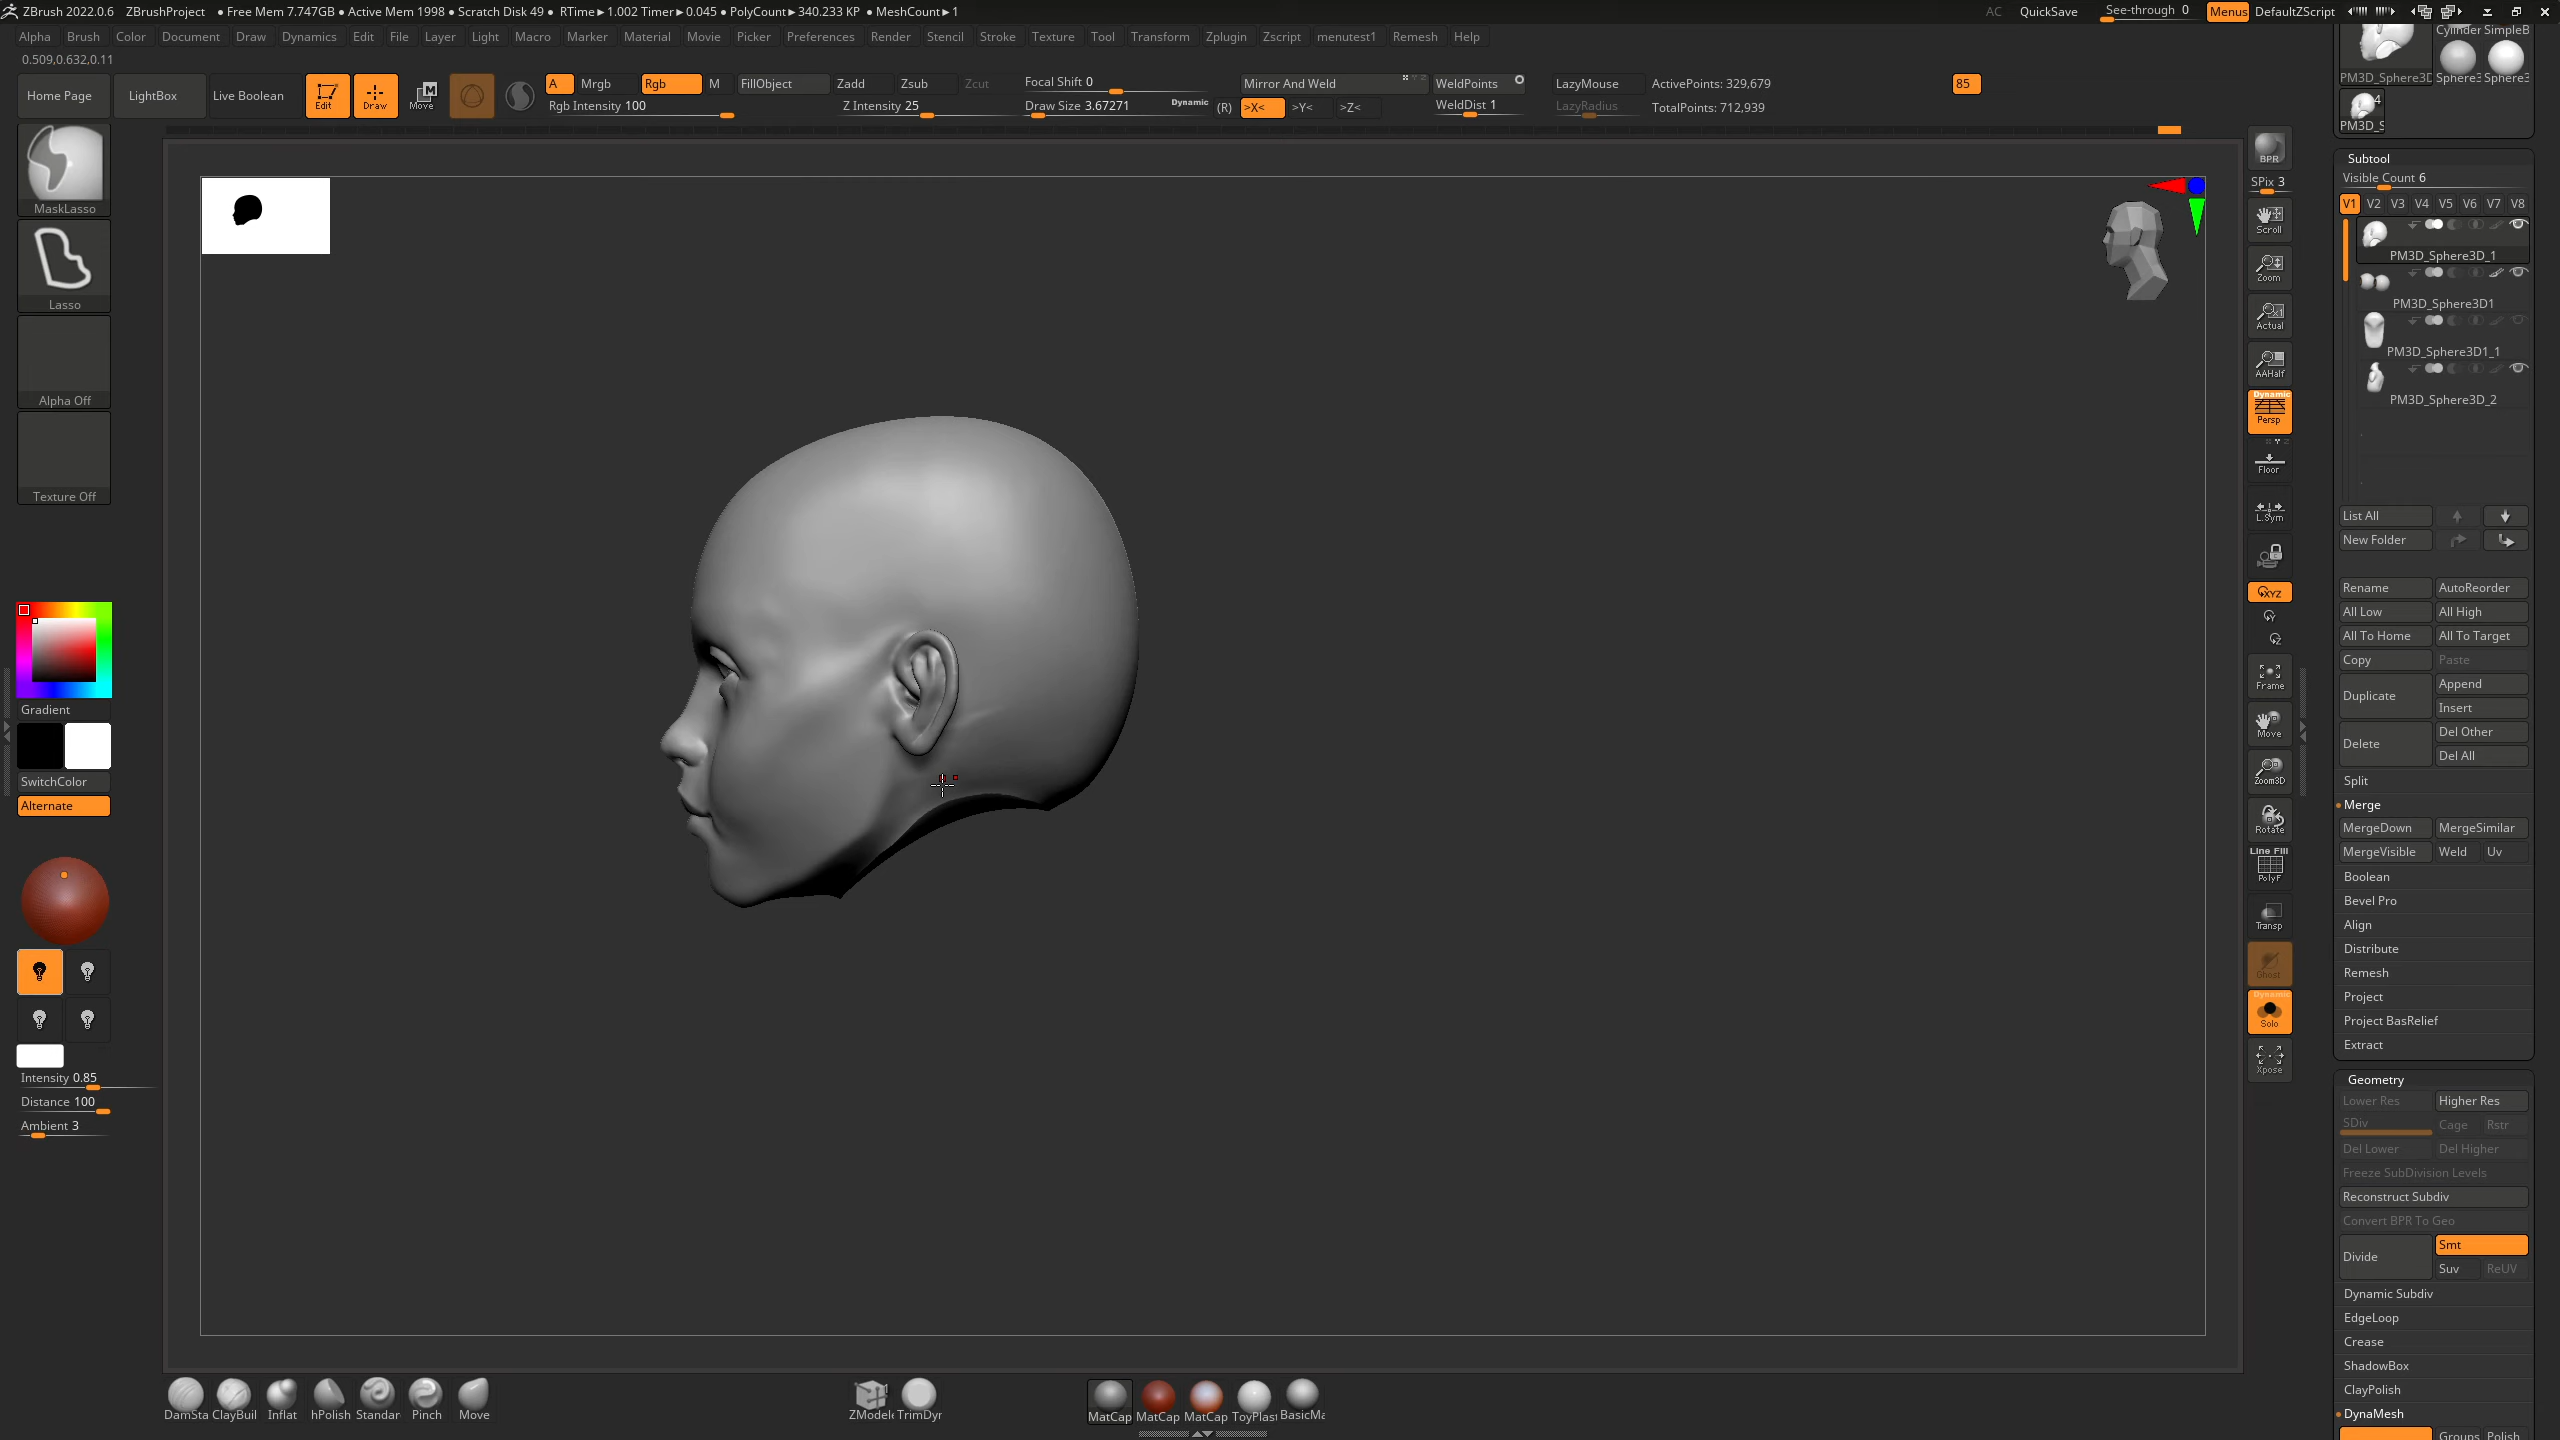 ZBrush 2022.0.6 ZBrushProject ● Free Mem 7.747GB ● Active Mem 1998 ● Scratch Disk 49 ● RTime►1.002 Timer►0.045 ● PolyCount►340.233 KP ● MeshCount►1 AC QuickSave See-through 0 Menus DefaultZScript
Alpha Brush Color Document Draw Dynamics Edit File Layer Light Macro Marker Material Movie Picker Preferences Render Stencil Stroke Texture Tool Transform Zplugin Zscript menutest1 Remesh Help
0.509,0.632,0.11
Home Page LightBox Live Boolean Edit Draw Move
A Mrgb Rgb M FillObject Zadd Zsub Zcut Focal Shift 0 Mirror And Weld WeldPoints LazyMouse ActivePoints: 329,679 85
Rgb Intensity 100 Z Intensity 25 Draw Size 3.67271 Dynamic (R) >X< >Y< >Z< WeldDist 1 LazyRadius TotalPoints: 712,939
MaskLasso
Lasso
Alpha Off
Texture Off
Gradient
SwitchColor
Alternate
Intensity 0.85
Distance 100
Ambient 3
DamSta ClayBuil Inflat hPolish Standar Pinch Move ZModele TrimDyr MatCap MatCap MatCap ToyPlast BasicMa
BPR
SPix 3
Scroll
Zoom
Actual
AAHalf
Dynamic
Persp
Floor
L.Sym
XYZ
Y
Z
Frame
Move
Zoom3D
Rotate
Line Fill
PolyF
Transp
Ghost
Dynamic
Solo
Xpose
Cylinder SimpleB
PM3D_Sphere3D Sphere3 Sphere3
4
PM3D_S
Subtool
Visible Count 6
V1 V2 V3 V4 V5 V6 V7 V8
PM3D_Sphere3D_1
PM3D_Sphere3D1
PM3D_Sphere3D1_1
PM3D_Sphere3D_2
List All
New Folder
Rename AutoReorder
All Low All High
All To Home All To Target
Copy Paste
Duplicate Append
Insert
Delete Del Other
Del All
Split
Merge
MergeDown MergeSimilar
MergeVisible Weld Uv
Boolean
Bevel Pro
Align
Distribute
Remesh
Project
Project BasRelief
Extract
Geometry
Lower Res Higher Res
SDiv Cage Rstr
Del Lower Del Higher
Freeze SubDivision Levels
Reconstruct Subdiv
Convert BPR To Geo
Divide Smt
Suv ReUV
Dynamic Subdiv
EdgeLoop
Crease
ShadowBox
ClayPolish
DynaMesh
Groups Polish